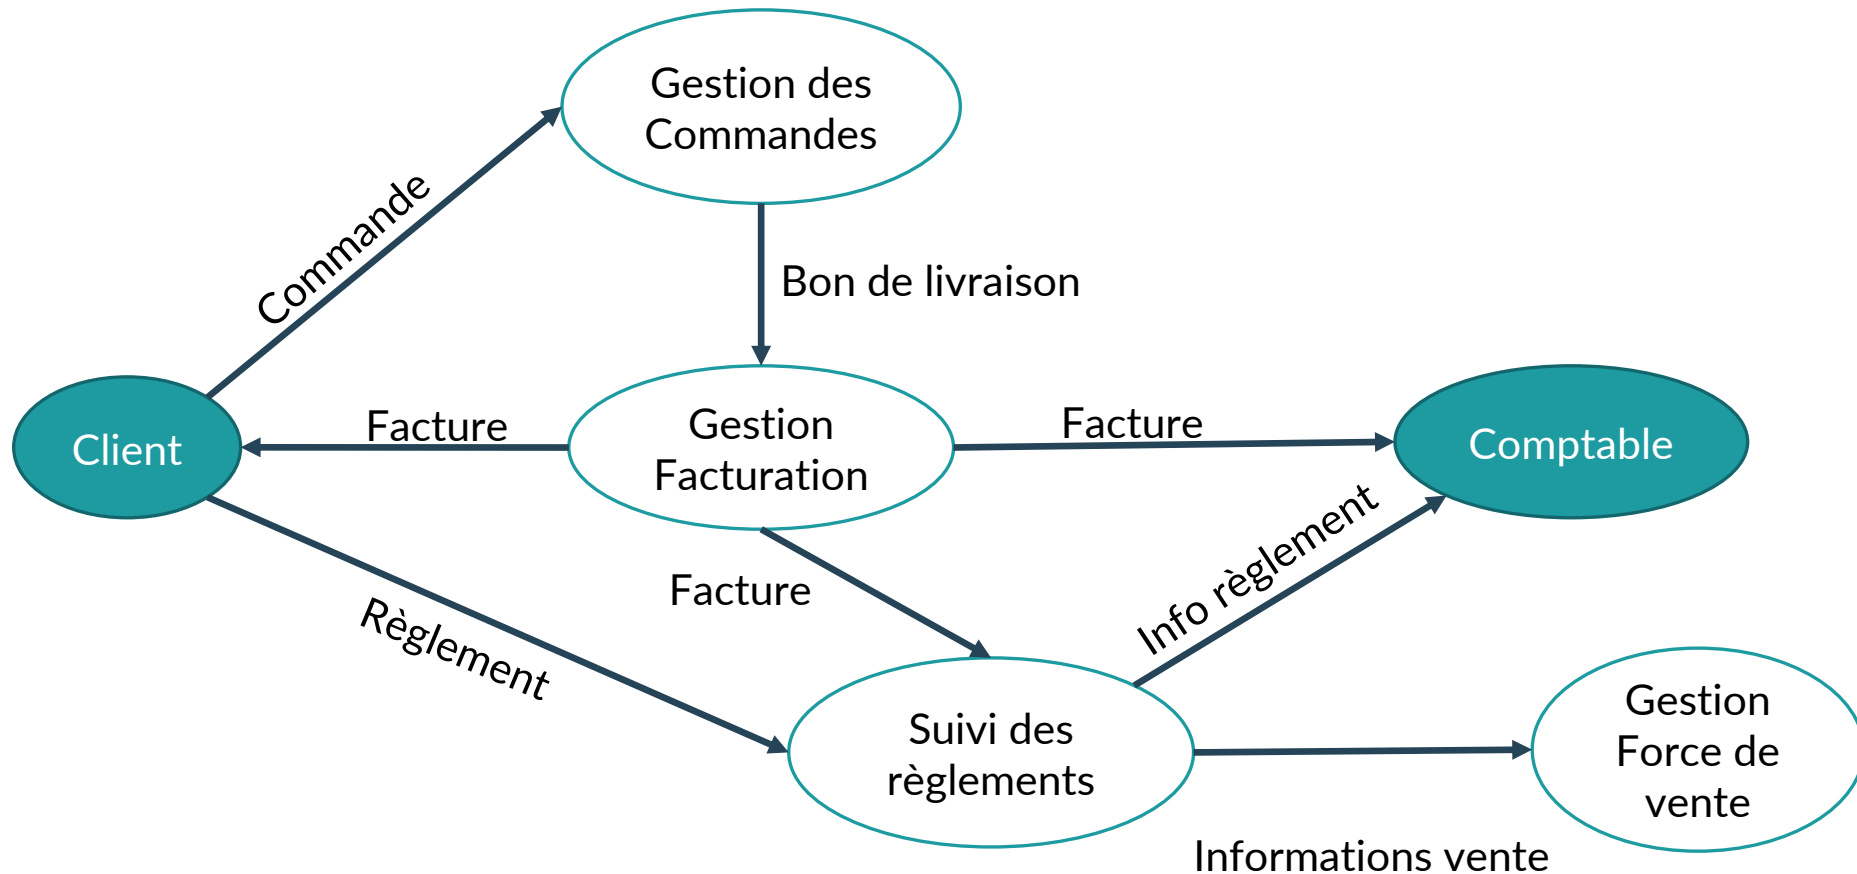 Gestion des
Commandes
Commande
Bon de livraison
Client
Facture
Gestion
Facturation
Facture
Comptable
Info règlement
Facture
Règlement
Suivi des
règlements
Gestion
Force de
vente
Informations vente